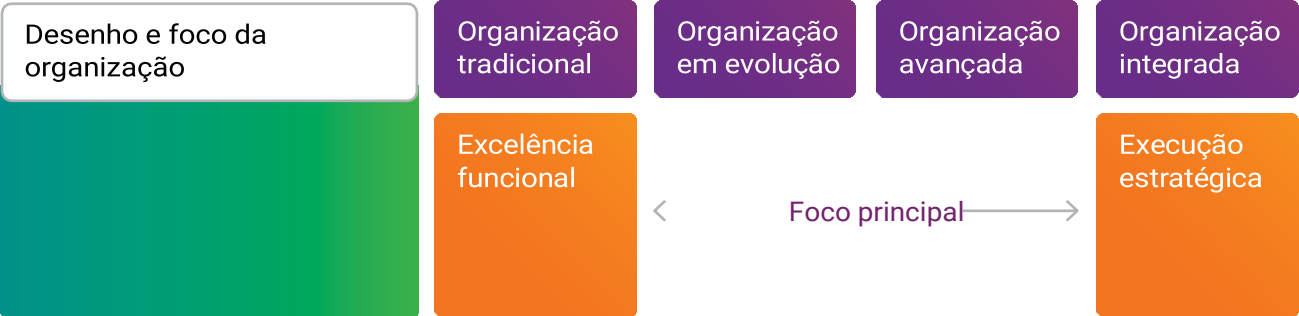 Desenho e foco da
organização
Organização
tradicional
Organização
em evolução
Organização
avançada
Organização
integrada
Excelência
funcional
Foco principal
Execução
estratégica